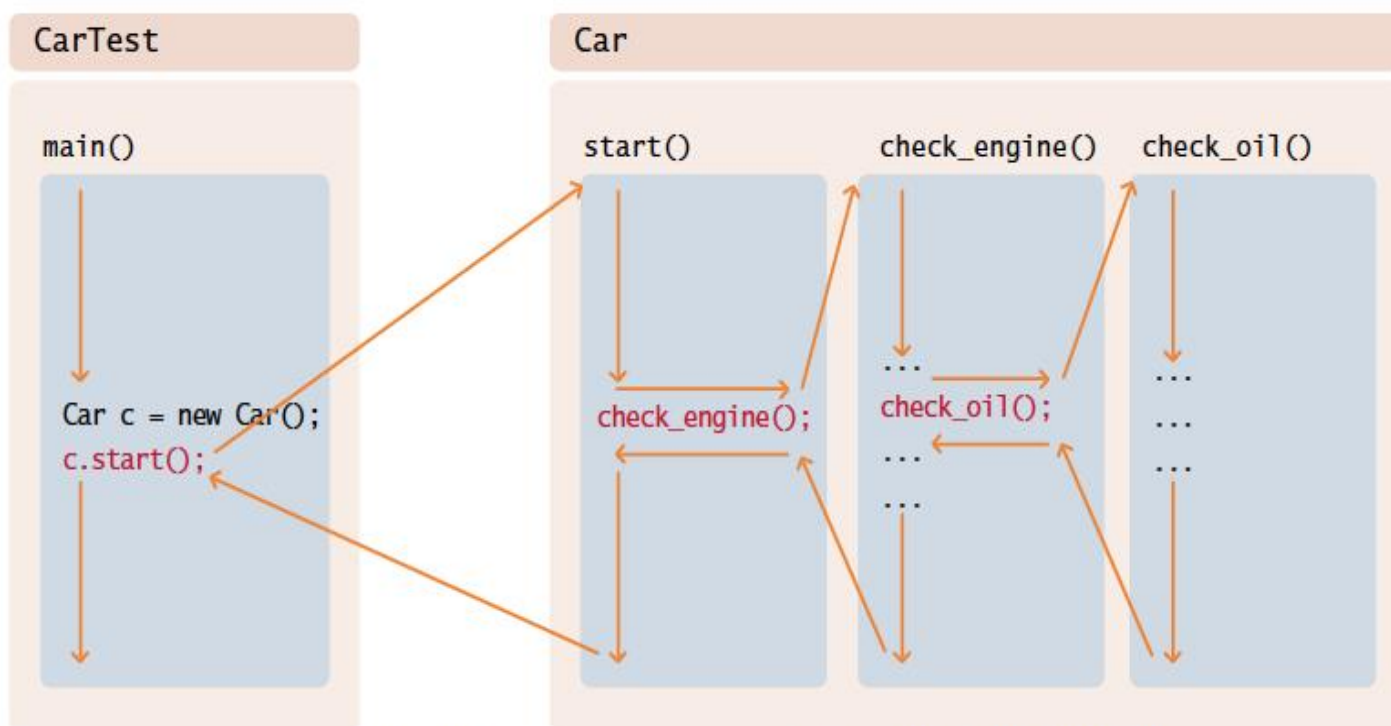 CarTest
main()
Car c = new Car();
c.start();
Car
start()
check_engine();
check_engine()
...
check_oil();
...
...
check_oil()
...
...
...